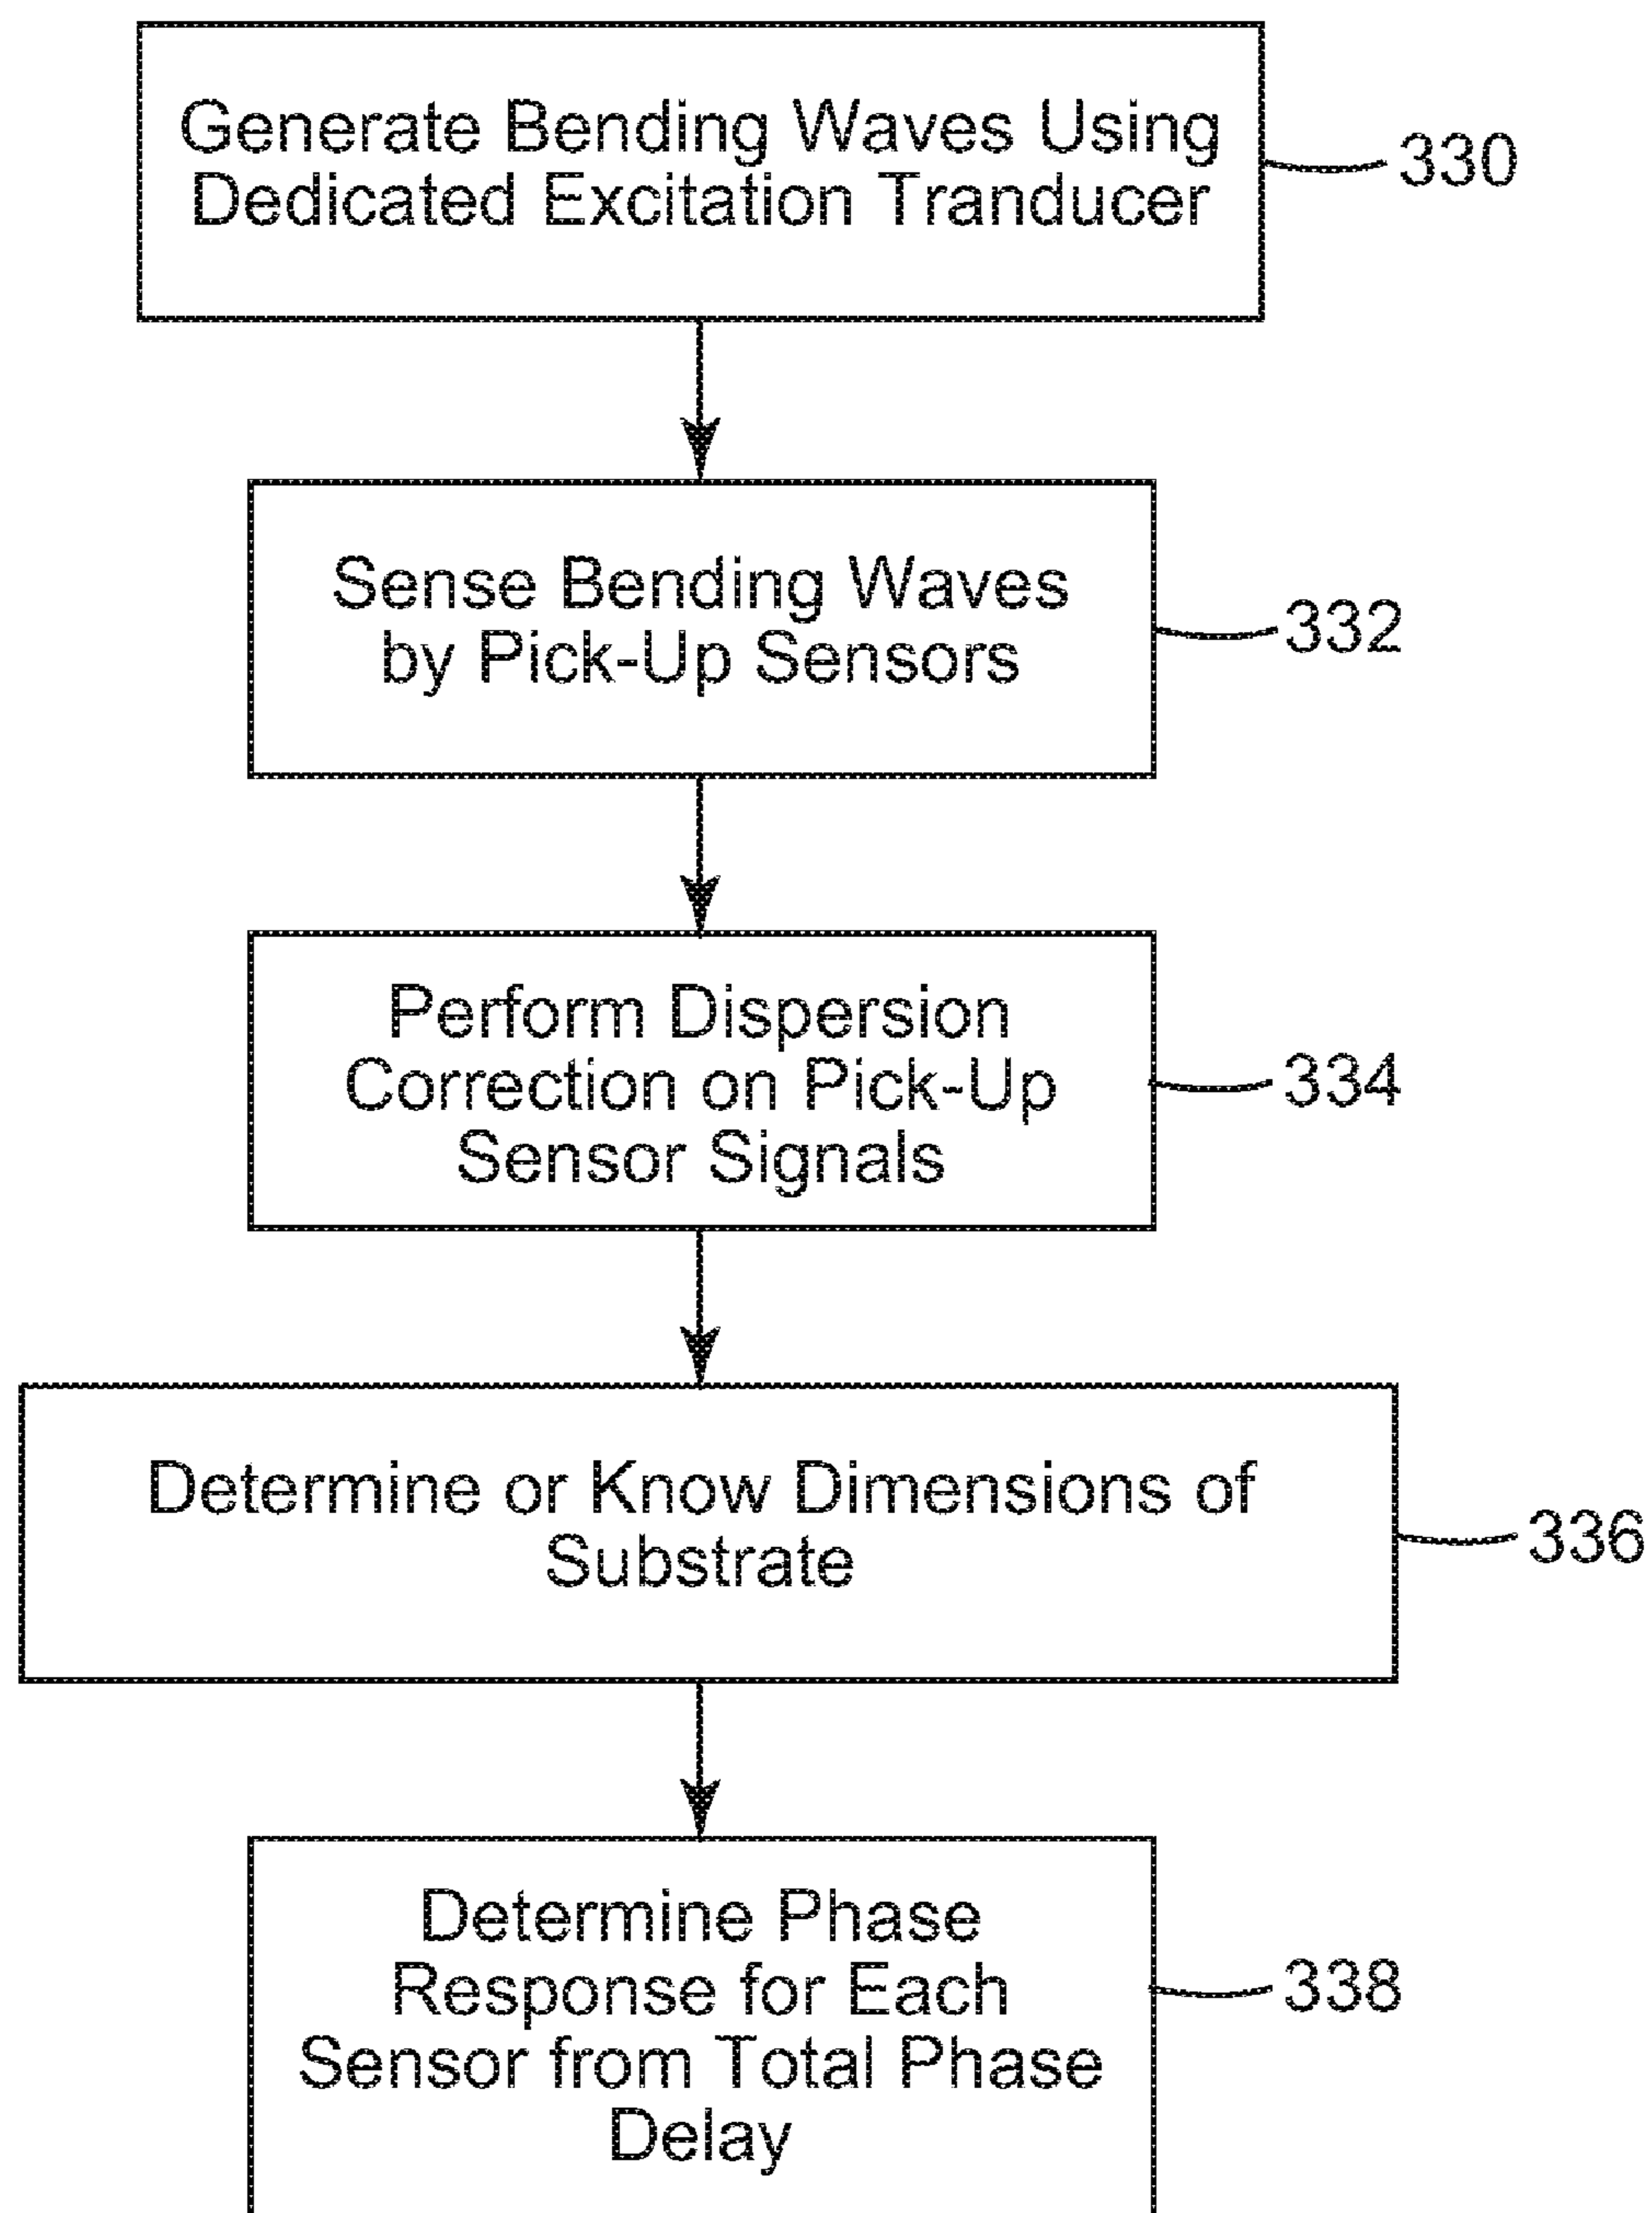 Generate Bending Waves Using
Dedicated Excitation Tranducer
330
Sense Bending Waves
by Pick-Up Sensors
332
Perform Dispersion
Correction on Pick-Up
Sensor Signals
334
Determine or Know Dimensions of
Substrate
336
Determine Phase
Response for Each
Sensor from Total Phase
Delay
338